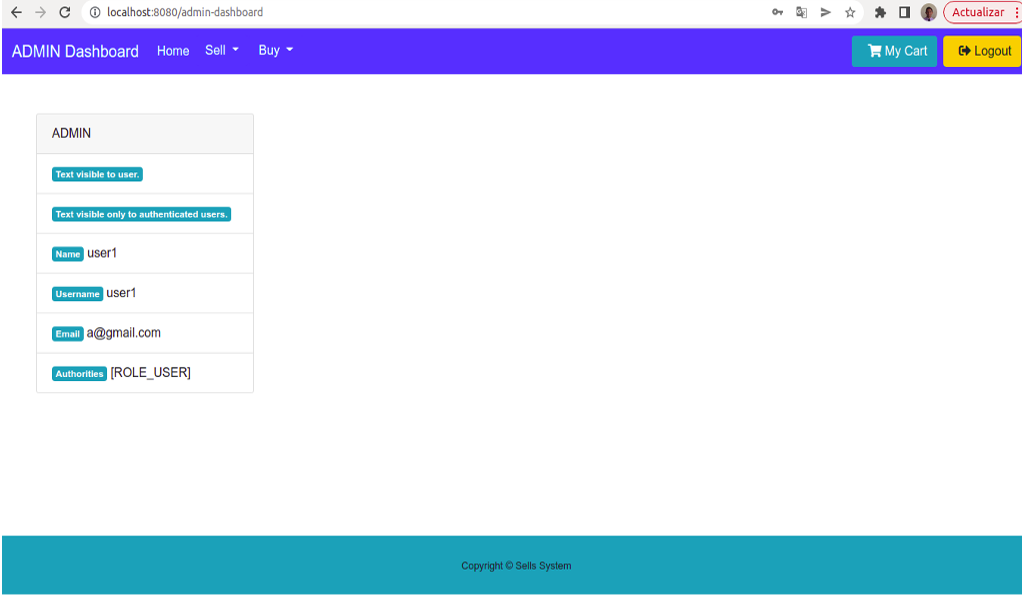 localhost:8080/admin-dashboard Actualizar
ADMIN Dashboard Home Sell Buy My Cart Logout
ADMIN
Text visible to user.
Text visible only to authenticated users.
Name user1
Username user1
Email a@gmail.com
Authorities [ROLE_USER]
Copyright © Sells System